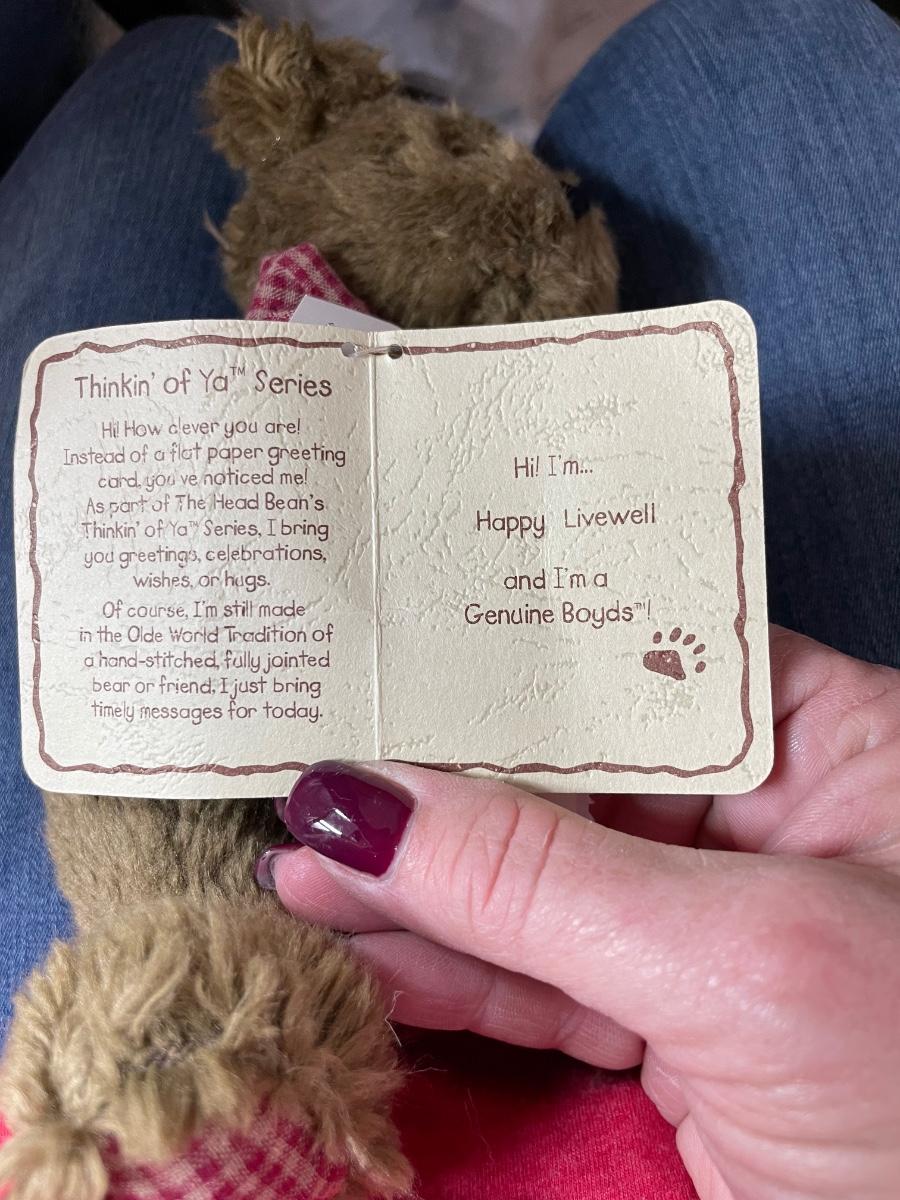 Thinkin' of Ya™ Series
Hi! How clever you are!
Instead of a flat paper greeting
card, you've noticed me!
As part of The Head Bean's
Thinkin' of Ya™ Series, I bring
you greetings, celebrations,
wishes, or hugs.
Of course, I'm still made
in the Olde World Tradition of
a hand-stitched, fully jointed
bear or friend, I just bring
timely messages for today.
Hi! I'm...
Happy Livewell
and I'm a
Genuine Boyds™!